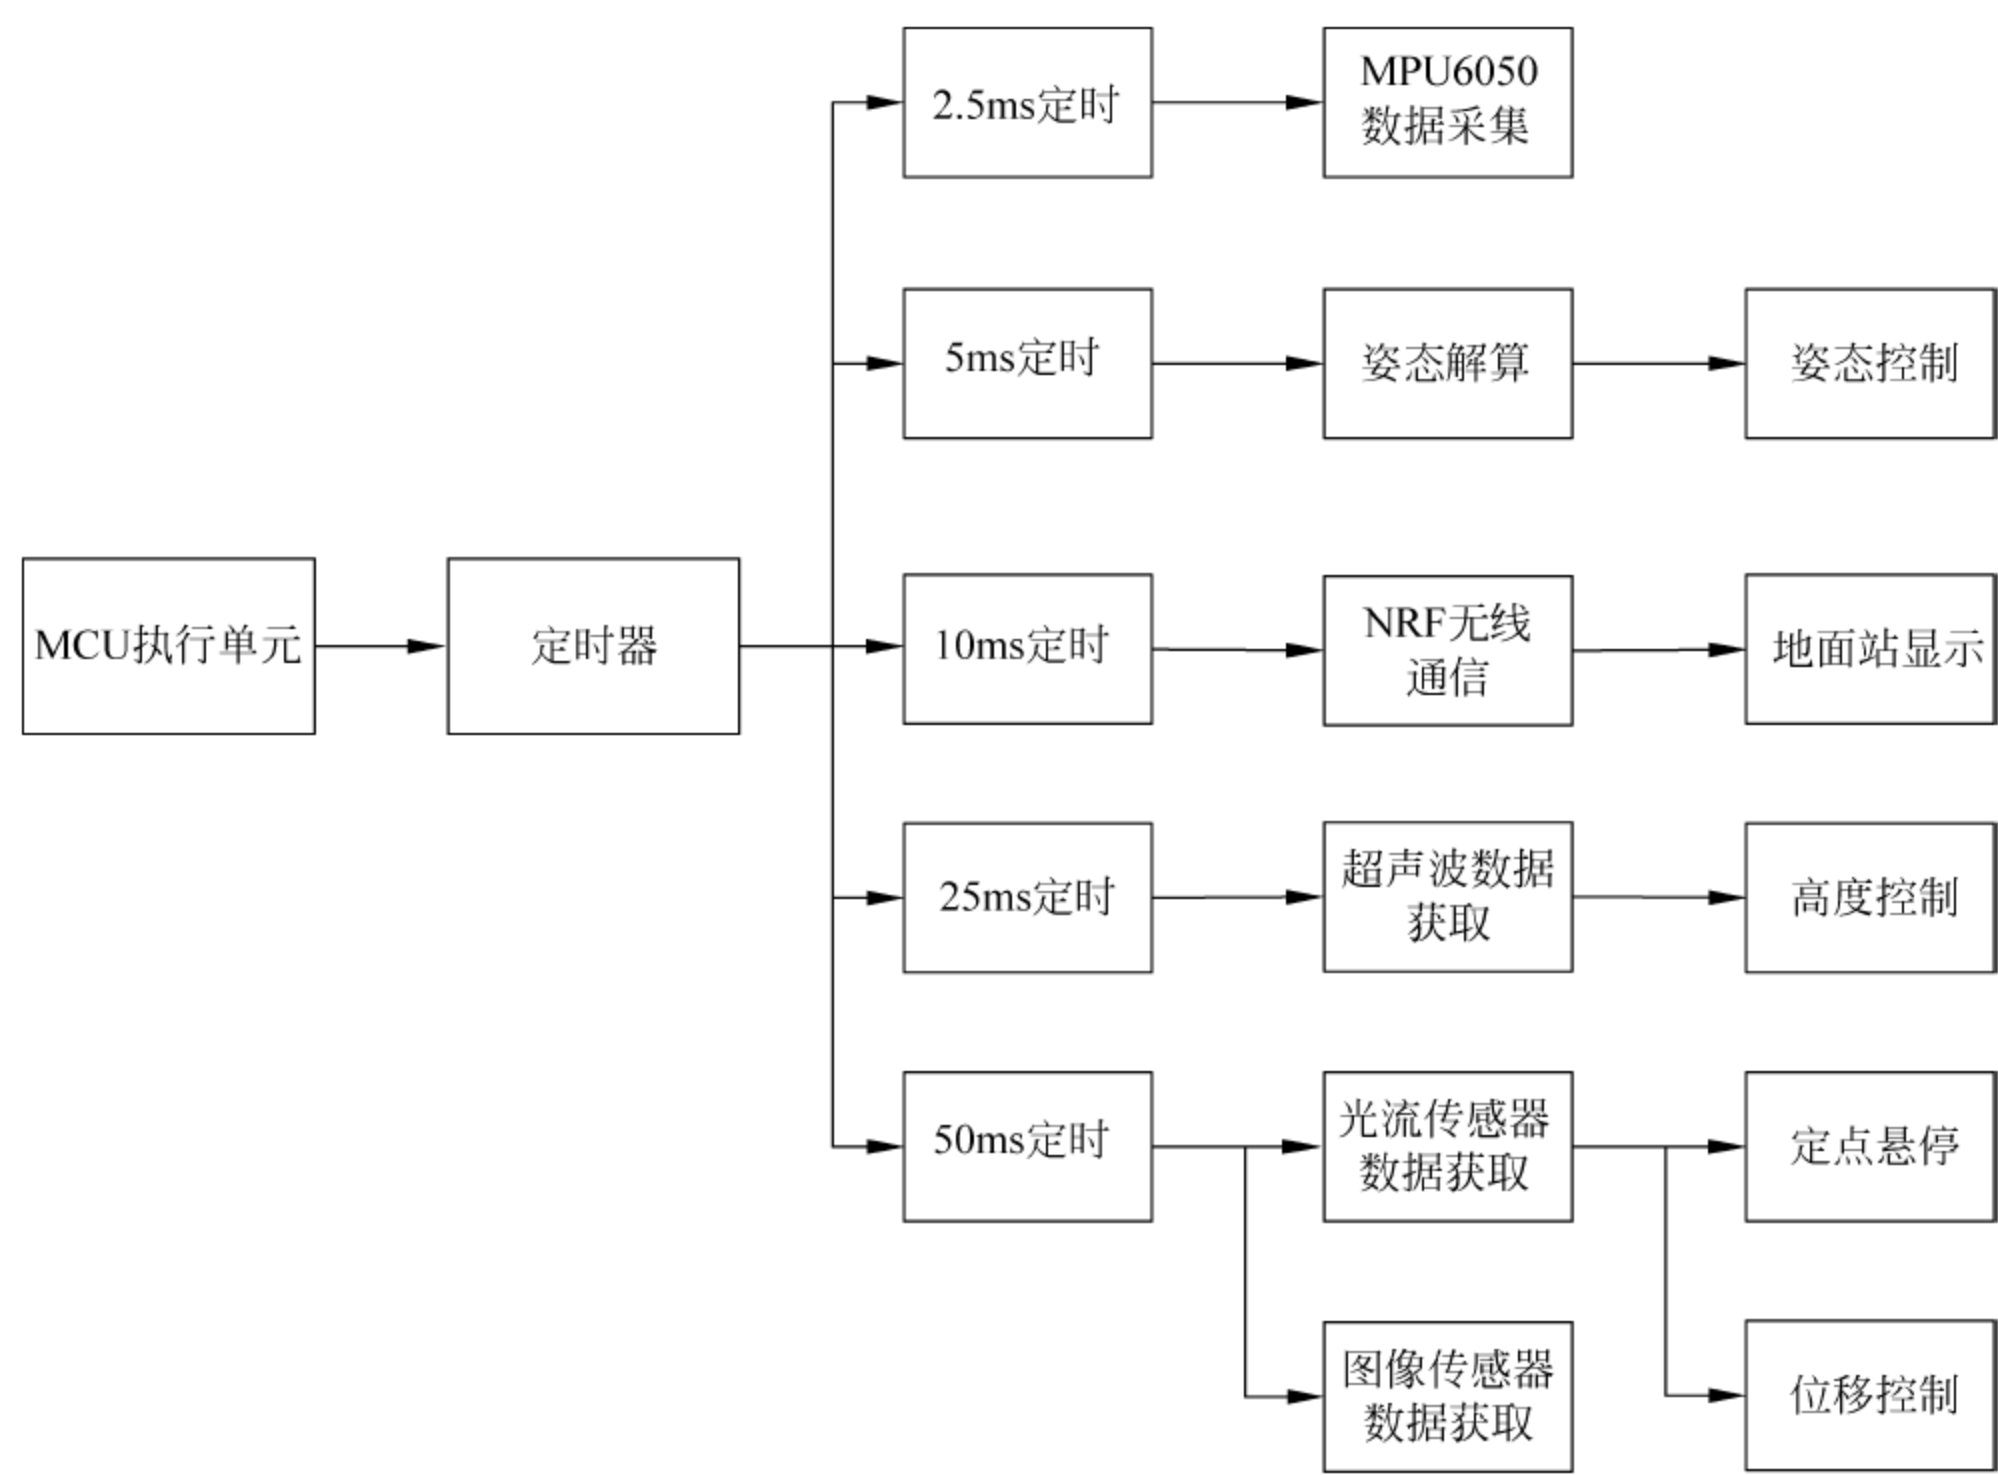 2.5ms定时
MPU6050
数据采集
5ms定时
姿态解算
姿态控制
MCU执行单元
定时器
10ms定时
NRF无线
通信
地面站显示
25ms定时
超声波数据
获取
高度控制
50ms定时
光流传感器
数据获取
定点悬停
图像传感器
数据获取
位移控制